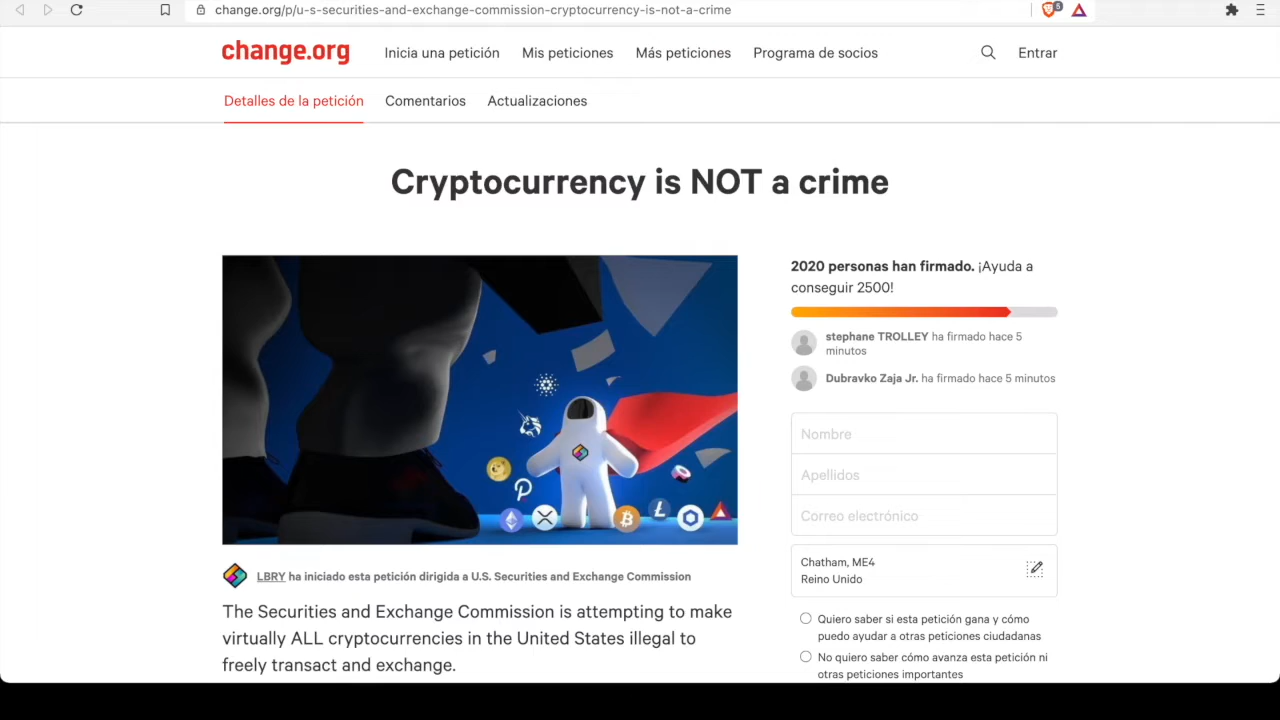 change.org/p/u-s-securities-and-exchange-commission-cryptocurrency-is-not-a-crime
5
change.org
Inicia una petición
Mis peticiones
Más peticiones
Programa de socios
Entrar
Detalles de la petición
Comentarios
Actualizaciones
Cryptocurrency is NOT a crime
2020 personas han firmado. ¡Ayuda a
conseguir 2500!
stephane TROLLEY ha firmado hace 5
minutos
Dubravko Zaja Jr. ha firmado hace 5 minutos
Nombre
Apellidos
Correo electrónico
Chatham, ME4
Reino Unido
Quiero saber si esta petición gana y cómo
puedo ayudar a otras peticiones ciudadanas
No quiero saber cómo avanza esta petición ni
otras peticiones importantes
LBRY ha iniciado esta petición dirigida a U.S. Securities and Exchange Commission
The Securities and Exchange Commission is attempting to make
virtually ALL cryptocurrencies in the United States illegal to
freely transact and exchange.